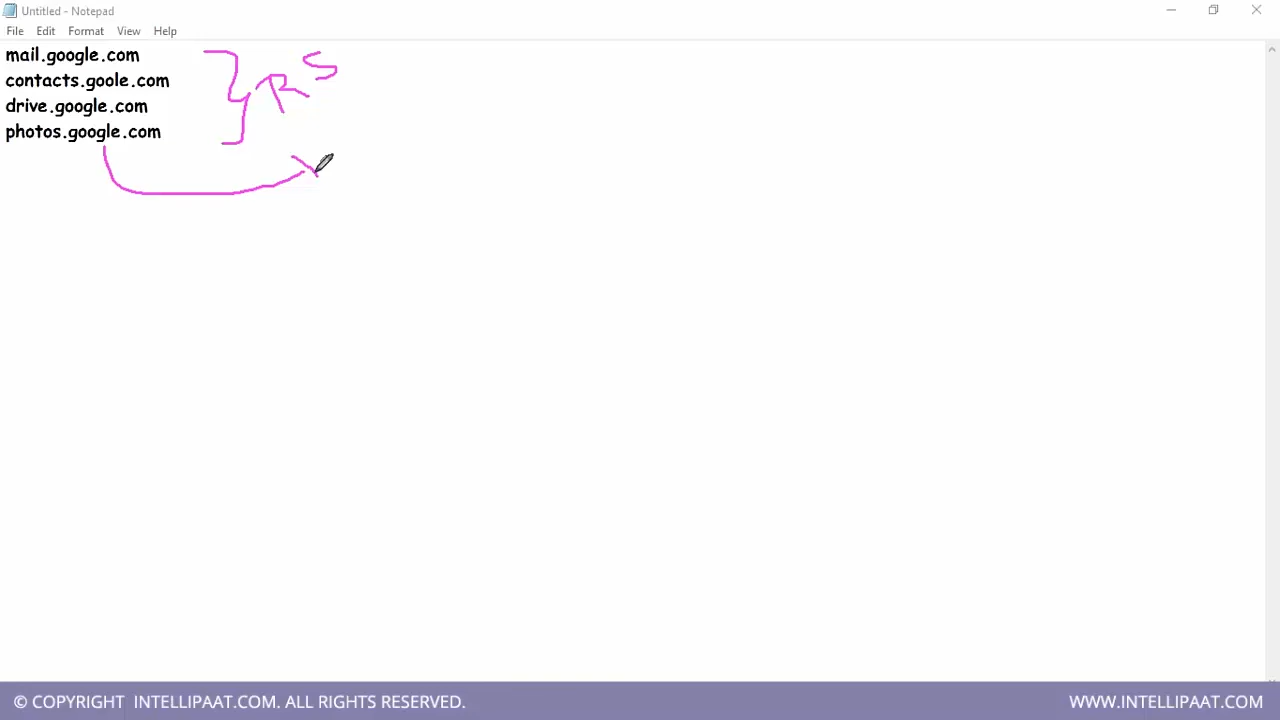 Untitled - Notepad
File Edit Format View Help
mail.google.com
contacts.goole.com
drive.google.com
photos.google.com
RS
© COPYRIGHT INTELLIPAAT.COM. ALL RIGHTS RESERVED.
WWW.INTELLIPAAT.COM